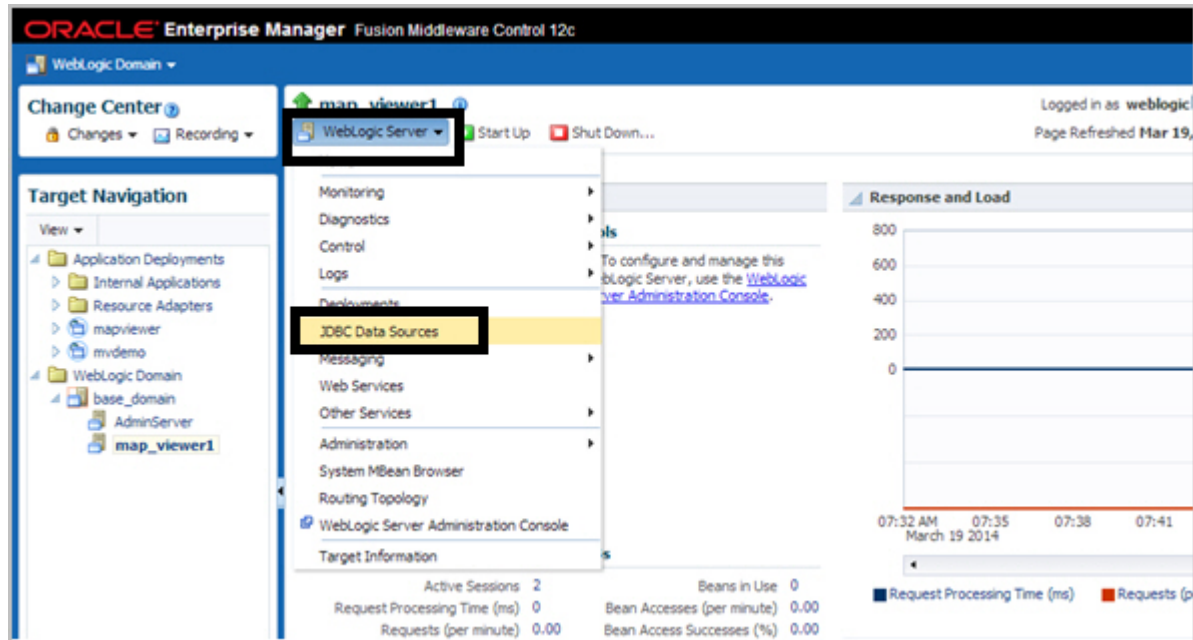 ORACLE Enterprise Manager Fusion Middleware Control 12c
WebLogic Domain
Change Center
Changes Recording
map_viewer1
WebLogic Server Start Up Shut Down...
Logged in as weblogic
Page Refreshed Mar 19,
Target Navigation
View
Application Deployments
Internal Applications
Resource Adapters
mapviewer
mvdemo
WebLogic Domain
base_domain
AdminServer
map_viewer1
Monitoring
Diagnostics
Control
Logs
Deployments
JDBC Data Sources
Messaging
Web Services
Other Services
Administration
System MBean Browser
Routing Topology
WebLogic Server Administration Console
Target Information
To configure and manage this
Logic Server, use the WebLogic
Administration Console.
Active Sessions 2
Request Processing Time (ms) 0
Requests (per minute) 0.00
Beans in Use 0
Bean Accesses (per minute) 0.00
Bean Access Successes (%) 0.00
Response and Load
800
600
400
200
0
07:32 AM 07:35 07:38 07:41
March 19 2014
Request Processing Time (ms) Requests (p